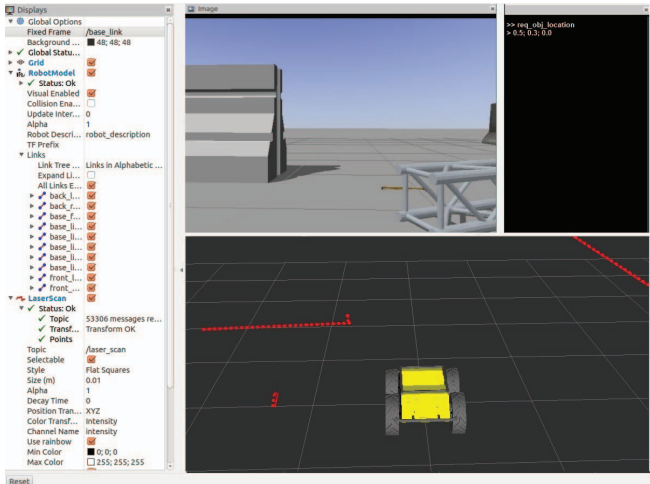 Displays
Global Options
Fixed Frame /base_link
Background ... 48; 48; 48
Global Statu...
Grid
RobotModel
Status: Ok
Visual Enabled
Collision Ena...
Update Inter... 0
Alpha 1
Robot Descri... robot_description
TF Prefix
Links
Link Tree ... Links in Alphabetic ...
Expand Li...
All Links E...
back_l...
back_r...
base_f...
base_li...
base_li...
base_li...
base_li...
base_li...
front_l...
front_...
LaserScan
Status: Ok
Topic 53306 messages re...
Transf... Transform OK
Points
Topic /laser_scan
Selectable
Style Flat Squares
Size (m) 0.01
Alpha 1
Decay Time 0
Position Tran... XYZ
Color Transf... Intensity
Channel Name intensity
Use rainbow
Min Color 0; 0; 0
Max Color 255; 255; 255
Reset
Image
>> req_obj_location
> 0.5; 0.3; 0.0